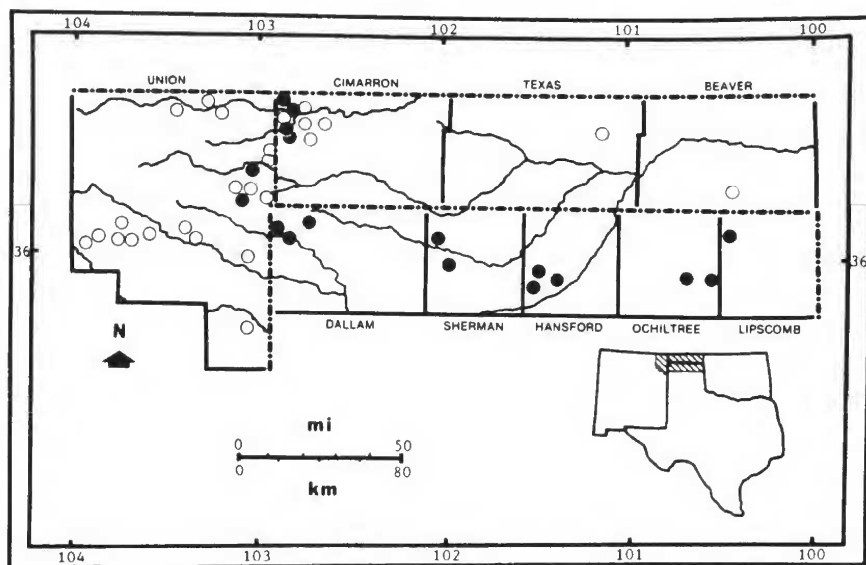 104 103 102 101 100
UNION CIMARRON TEXAS BEAVER
36 36
DALLAM SHERMAN HANSFORD OCHILTREE LIPSCOMB
N
mi
0 50
0 80
km
104 103 102 101 100